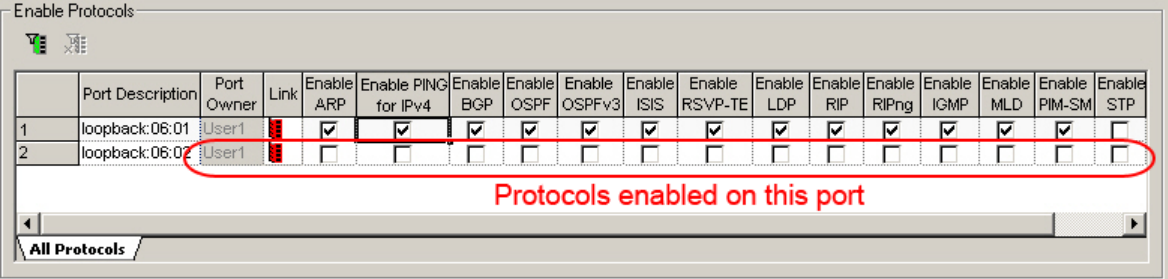 Enable Protocols
Port Description Port Owner Link Enable ARP Enable PING for IPv4 Enable BGP Enable OSPF Enable OSPFv3 Enable ISIS Enable RSVP-TE Enable LDP Enable RIP Enable RIPng Enable IGMP Enable MLD Enable PIM-SM Enable STP
1 loopback:06:01 User1
2 loopback:06:02 User1
Protocols enabled on this port
All Protocols